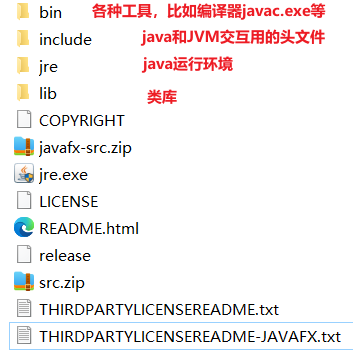 bin 各种工具，比如编译器javac.exe等
include java和JVM交互用的头文件
jre java运行环境
lib 类库
COPYRIGHT
javafx-src.zip
jre.exe
LICENSE
README.html
release
src.zip
THIRDPARTYLICENSEREADME.txt
THIRDPARTYLICENSEREADME-JAVAFX.txt